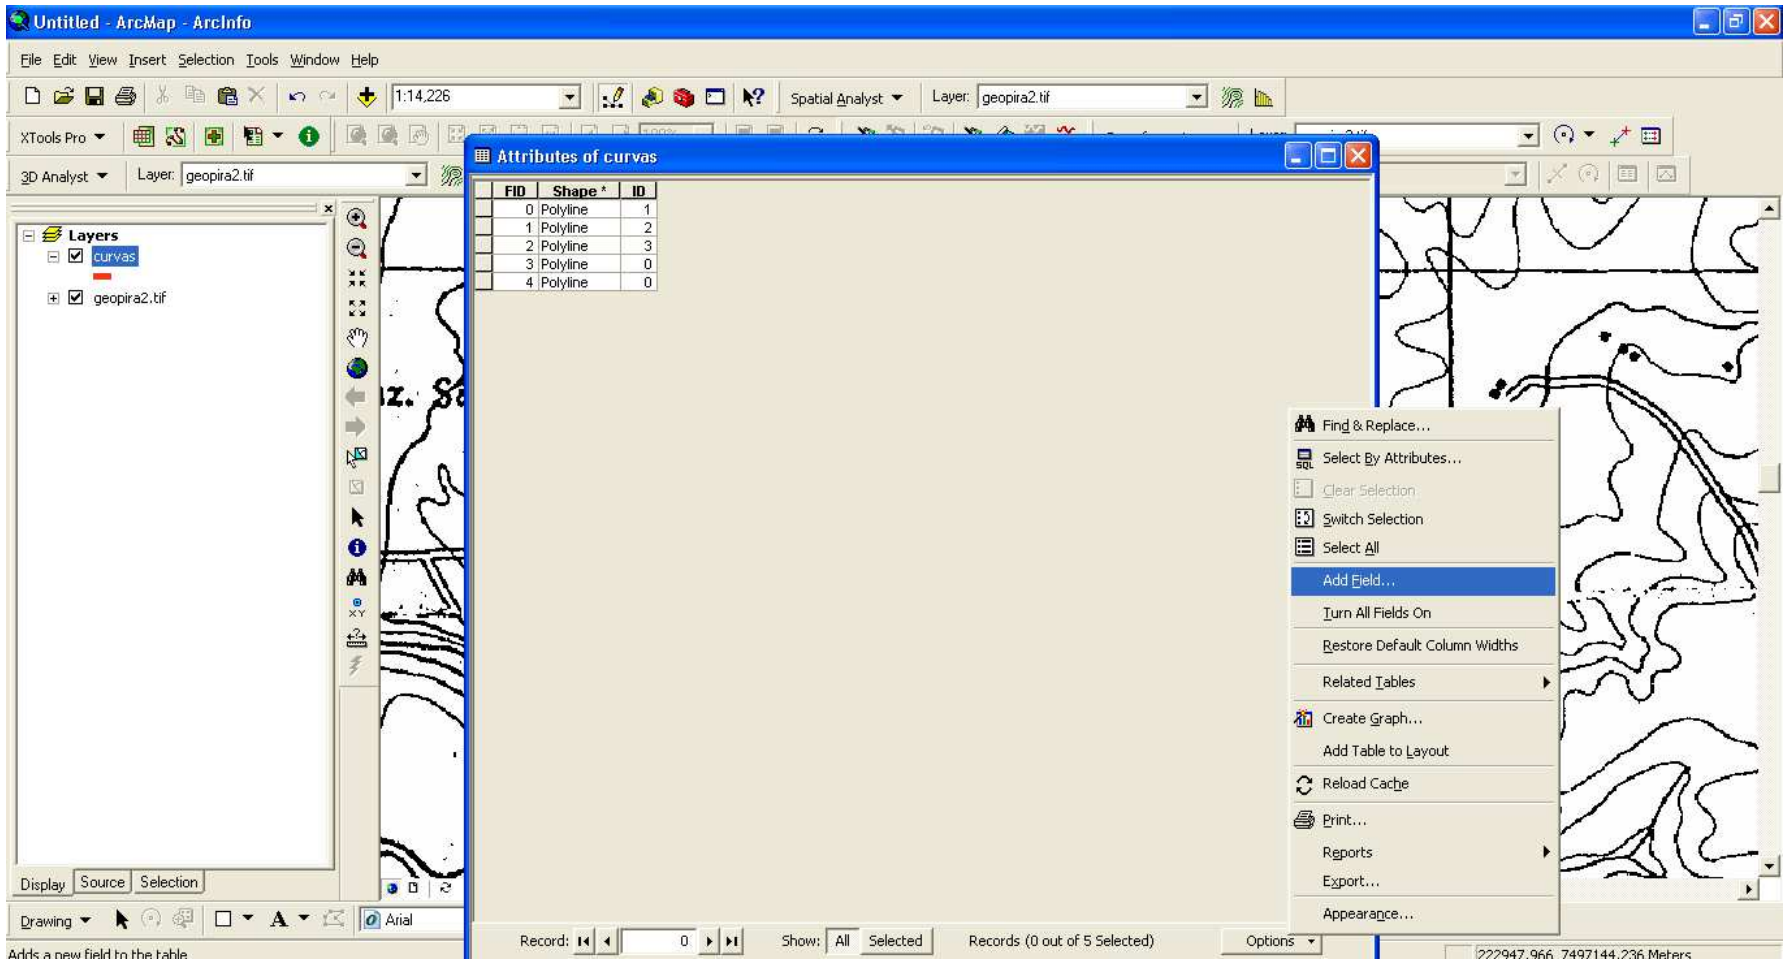 Untitled - ArcMap - ArcInfo
File Edit View Insert Selection Tools Window Help
1:14,226 Spatial Analyst Layer: geopira2.tif
XTools Pro
3D Analyst Layer: geopira2.tif
Attributes of curvas
FID Shape * ID
0 Polyline 1
1 Polyline 2
2 Polyline 3
3 Polyline 0
4 Polyline 0
Layers
curvas
geopira2.tif
XY
IZ.
Find & Replace...
SQL Select By Attributes...
Clear Selection
Switch Selection
Select All
Add Field...
Turn All Fields On
Restore Default Column Widths
Related Tables
Create Graph...
Add Table to Layout
Reload Cache
Print...
Reports
Export...
Appearance...
Display Source Selection
Drawing A Arial
Record: 0 Show: All Selected Records (0 out of 5 Selected) Options
Adds a new field to the table
222947,966 7497144,236 Meters